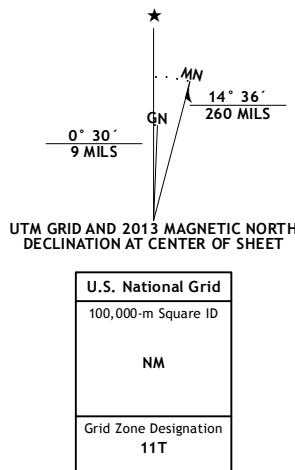 ★
MN
GN
14° 36´
260 MILS
0° 30´
9 MILS
UTM GRID AND 2013 MAGNETIC NORTH
DECLINATION AT CENTER OF SHEET
U.S. National Grid
100,000-m Square ID
NM
Grid Zone Designation
11T